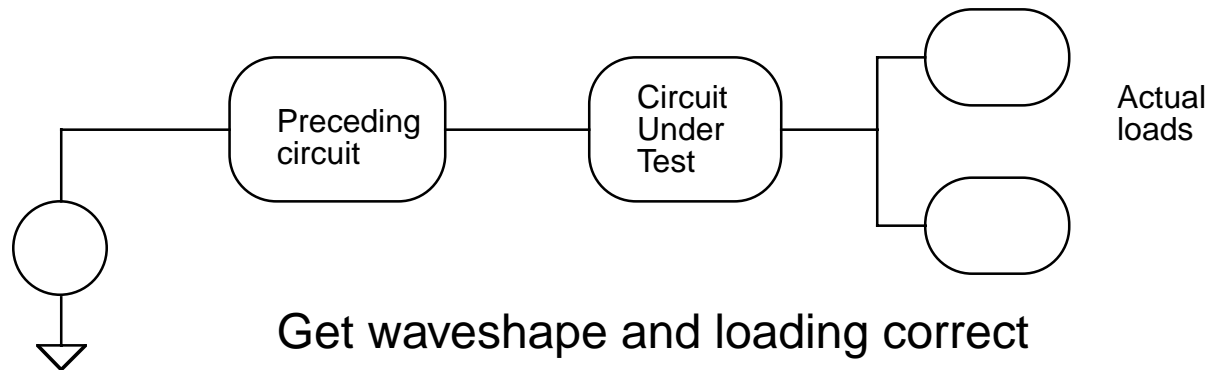 Preceding
circuit
Circuit
Under
Test
Actual
loads
Get waveshape and loading correct